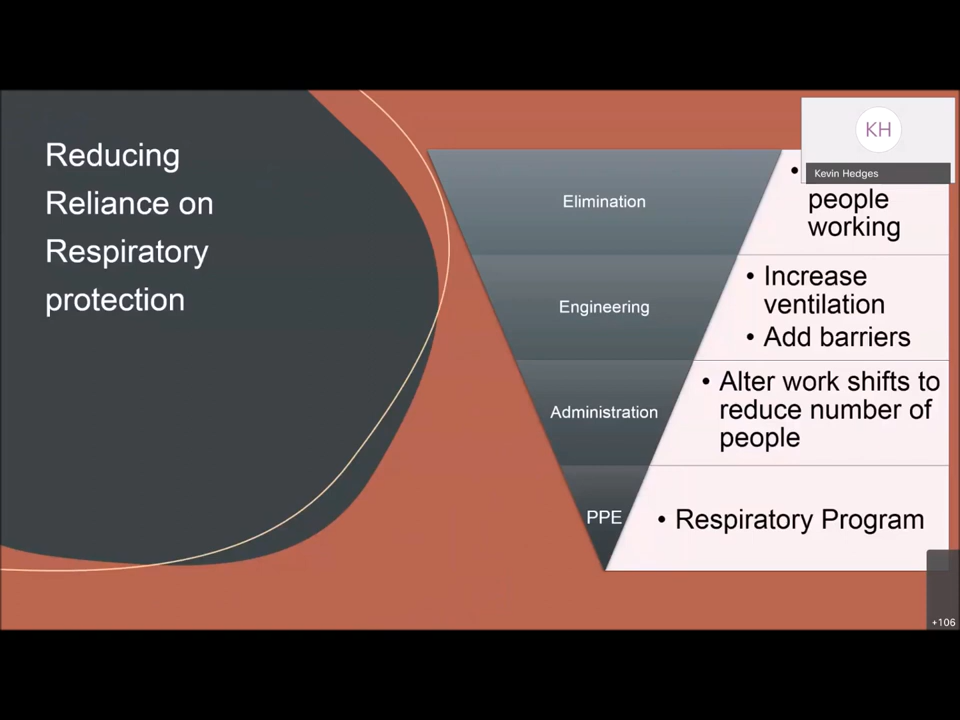 Reducing
Reliance on
Respiratory
protection
KH
Kevin Hedges
Elimination
people
working
Engineering
• Increase
ventilation
• Add barriers
Administration
• Alter work shifts to
reduce number of
people
PPE
• Respiratory Program
+106